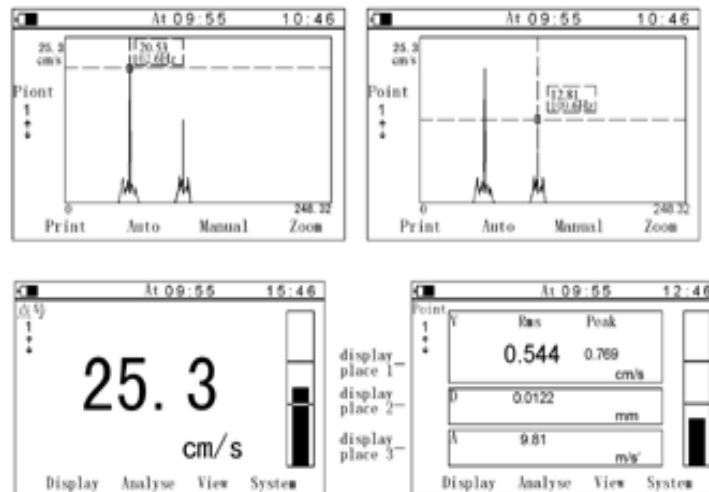 At 09:55 10:46
25.3
cm/s
20.53
Piont
1
0
248.32
Print Auto Manual Zoom
At 09:55 10:46
25.3
cm/s
12.81
Point
1
0
248.32
Print Auto Manual Zoom
At 09:55 15:46
点号
1
25.3
cm/s
Display Analyse View System
display
place 1
display
place 2
display
place 3
At 09:55 12:46
Point
1
V Rms Peak
0.544 0.769
cm/s
D 0.0122
mm
A 9.81
Display Analyse View System